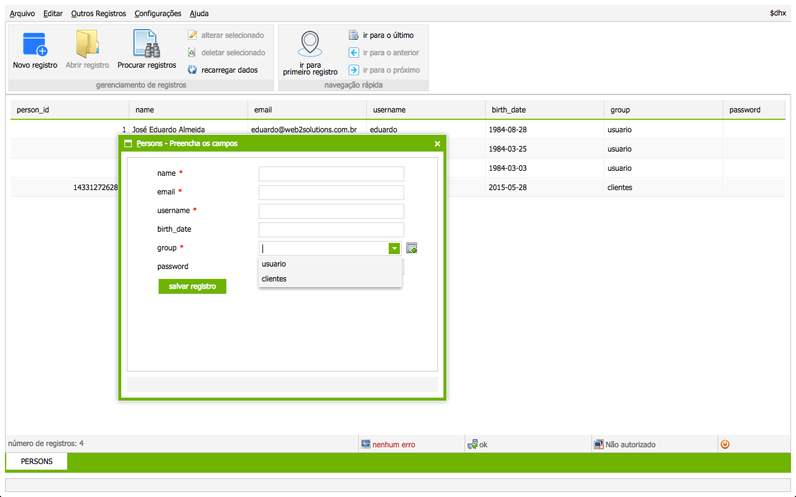 Arquivo Editar Outros Registros Configurações Ajuda $dhx
Novo registro Abrir registro Procurar registros
alterar selecionado
deletar selecionado
recarregar dados
gerenciamento de registros
ir para
primeiro registro
ir para o último
ir para o anterior
ir para o próximo
navegação rápida
person_id name email username birth_date group password
1 José Eduardo Almeida eduardo@web2solutions.com.br eduardo 1984-08-28 usuario
1984-03-25 usuario
1984-03-03 usuario
14331272628 2015-05-28 clientes
Persons - Preencha os campos
name *
email *
username *
birth_date
group *
usuario
clientes
password
salvar registro
número de registros: 4 nenhum erro ok Não autorizado
PERSONS